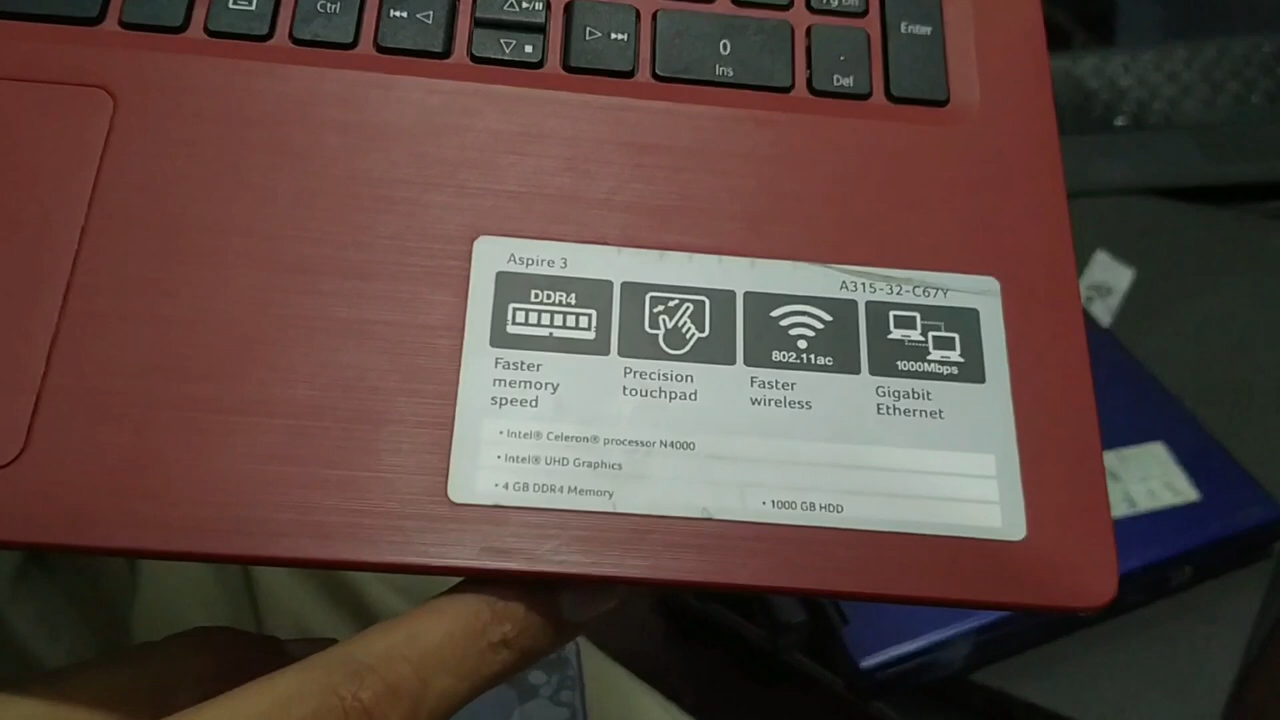 Ctrl
0
Ins
.
Del
Enter
Aspire 3
A315-32-C67Y
DDR4
802.11ac
1000Mbps
Faster
memory
speed
Precision
touchpad
Faster
wireless
Gigabit
Ethernet
• Intel® Celeron® processor N4000
• Intel® UHD Graphics
• 4 GB DDR4 Memory
• 1000 GB HDD